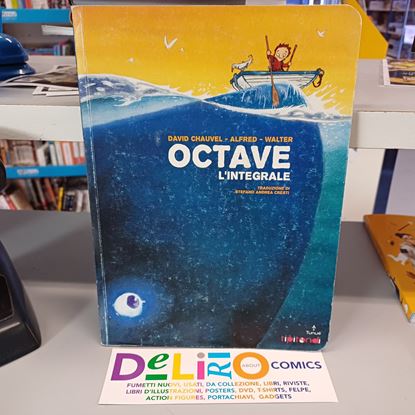 DAVID CHAUVEL - ALFRED - WALTER
OCTAVE
L'INTEGRALE
TRADUZIONE DI
STEFANO ANDREA CRESTI
Tunué
DELiRiO
ABOUT
COMICS
FUMETTI NUOVI, USATI, DA COLLEZIONE, LIBRI, RIVISTE,
LIBRI D'ILLUSTRAZIONI, POSTERS, DVD, T-SHIRTS, FELPE,
ACTION FIGURES, PORTACHIAVI, GADGETS